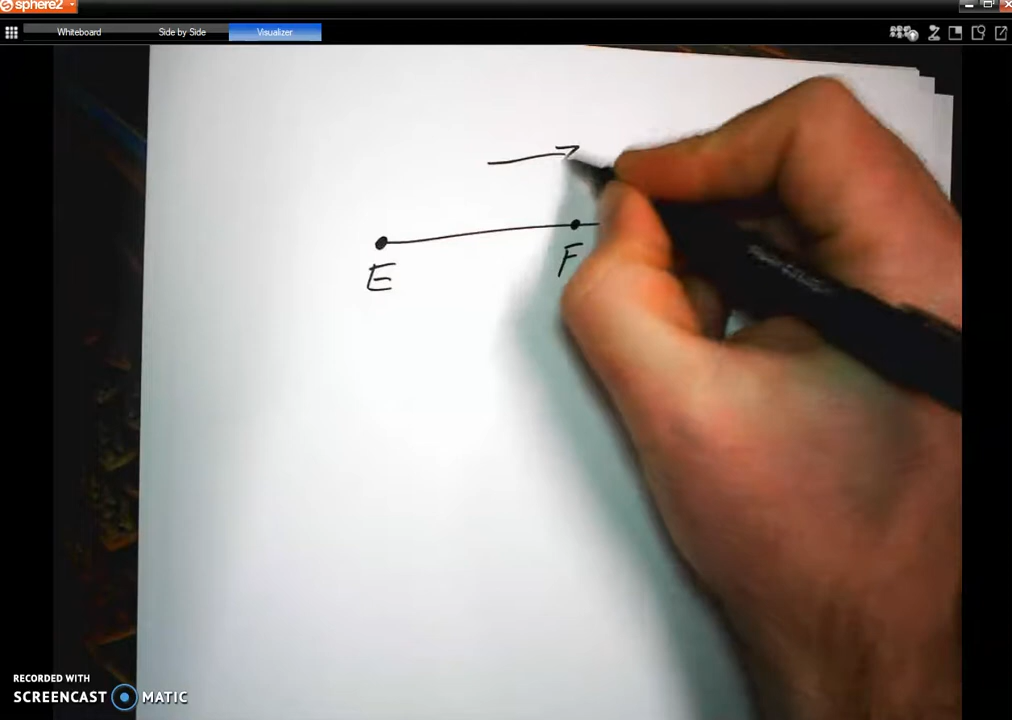 sphere2
Whiteboard Side by Side Visualizer
E F
RECORDED WITH
SCREENCAST MATIC